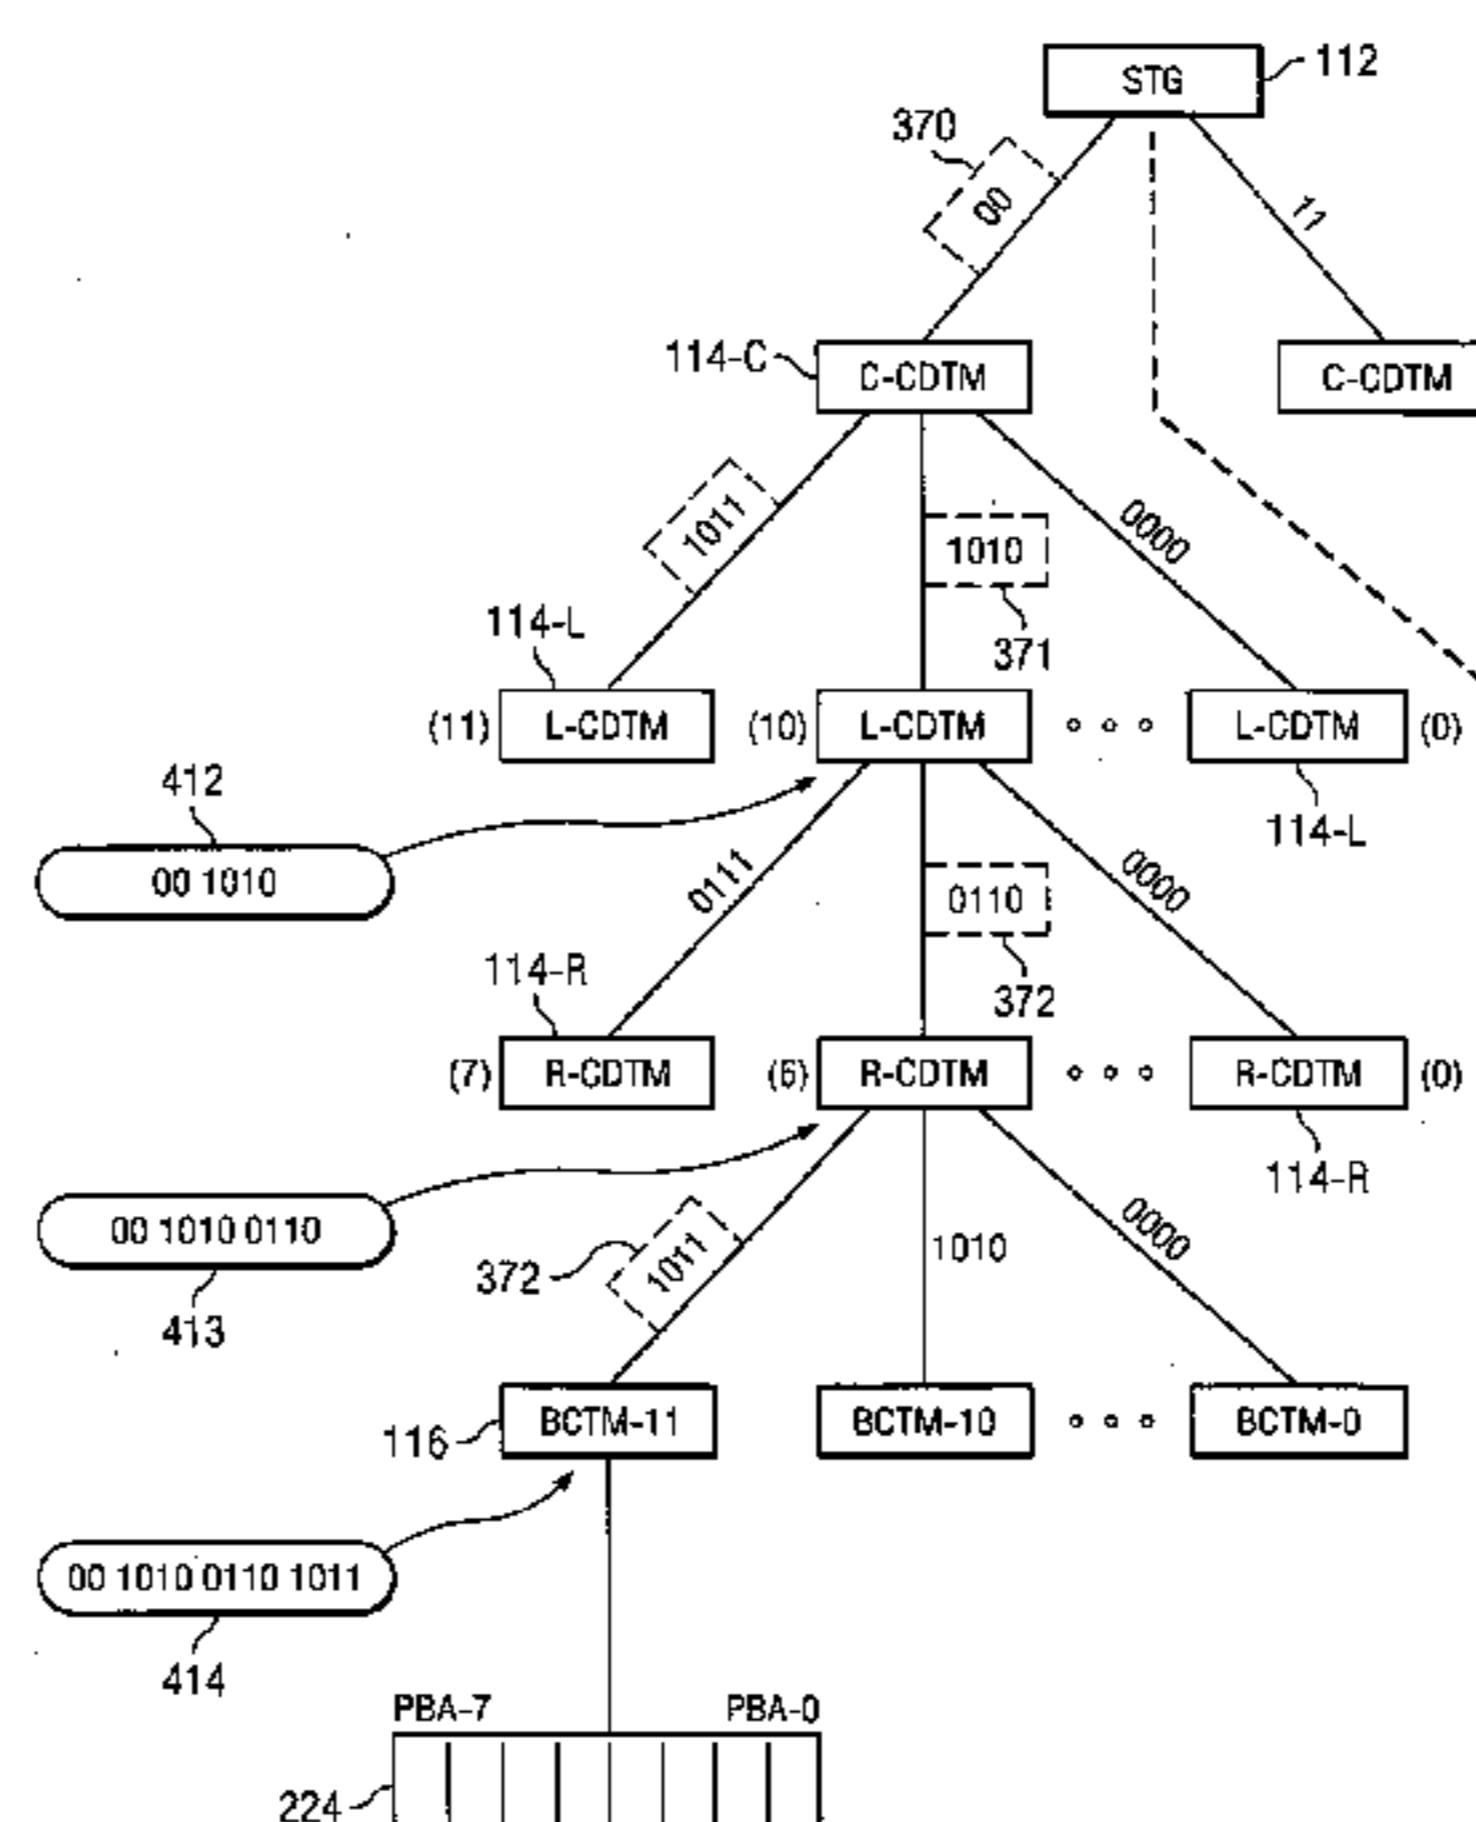 STG
112
370
00
11
114-C
C-CDTM
C-CDTM
1011
1010
0000
371
114-L
(11)
L-CDTM
(10)
L-CDTM
L-CDTM
(0)
114-L
412
00 1010
0111
0110
0000
372
114-R
(7)
R-CDTM
(6)
R-CDTM
R-CDTM
(0)
114-R
00 1010 0110
413
372
1011
1010
0000
116
BCTM-11
BCTM-10
BCTM-0
00 1010 0110 1011
414
PBA-7
PBA-0
224